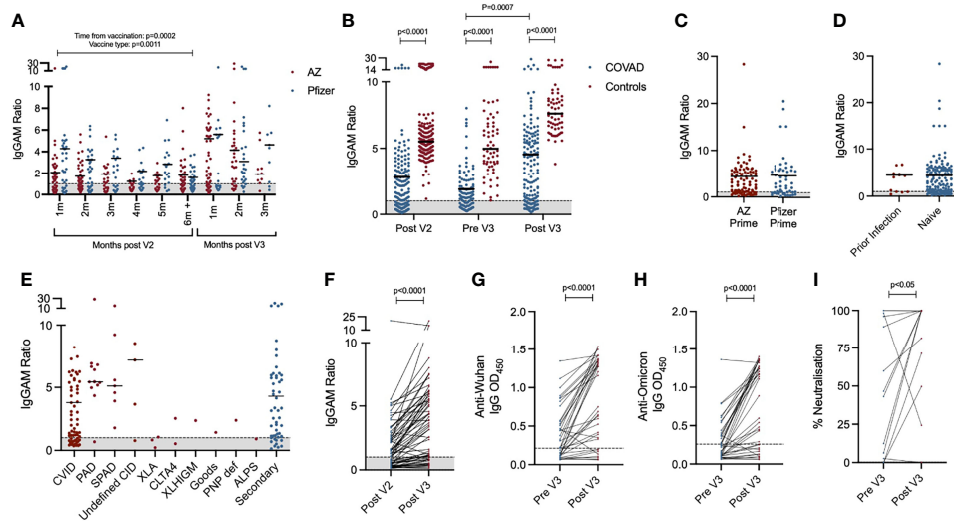 A
Time from vaccination: p=0.0002
Vaccine type: p=0.0011
30
10
10
8
6
4
2
0
IgGAM Ratio
AZ
Pfizer
1m
2m
3m
4m
5m
6m +
1m
2m
3m
Months post V2
Months post V3
B
P=0.0007
p<0.0001
p<0.0001
p<0.0001
30
14
10
5
0
IgGAM Ratio
COVAD
Controls
Post V2
Pre V3
Post V3
C
40
30
20
10
0
IgGAM Ratio
AZ
Prime
Pfizer
Prime
D
40
30
20
10
0
IgGAM Ratio
Prior Infection
Naive
E
30
10
10
5
0
IgGAM Ratio
CVID
PAD
SPAD
Undefined CID
XLA
CLTA4
XLHIGM
Goods
PNP def
ALPS
Secondary
F
p<0.0001
25
10
10
5
0
IgGAM Ratio
Post V2
Post V3
G
p<0.0001
2.0
1.5
1.0
0.5
0.0
Anti-Wuhan
IgG OD450
Pre V3
Post V3
H
p<0.0001
2.0
1.5
1.0
0.5
0.0
Anti-Omicron
IgG OD450
Pre V3
Post V3
I
p<0.05
100
75
50
25
0
% Neutralisation
Pre V3
Post V3